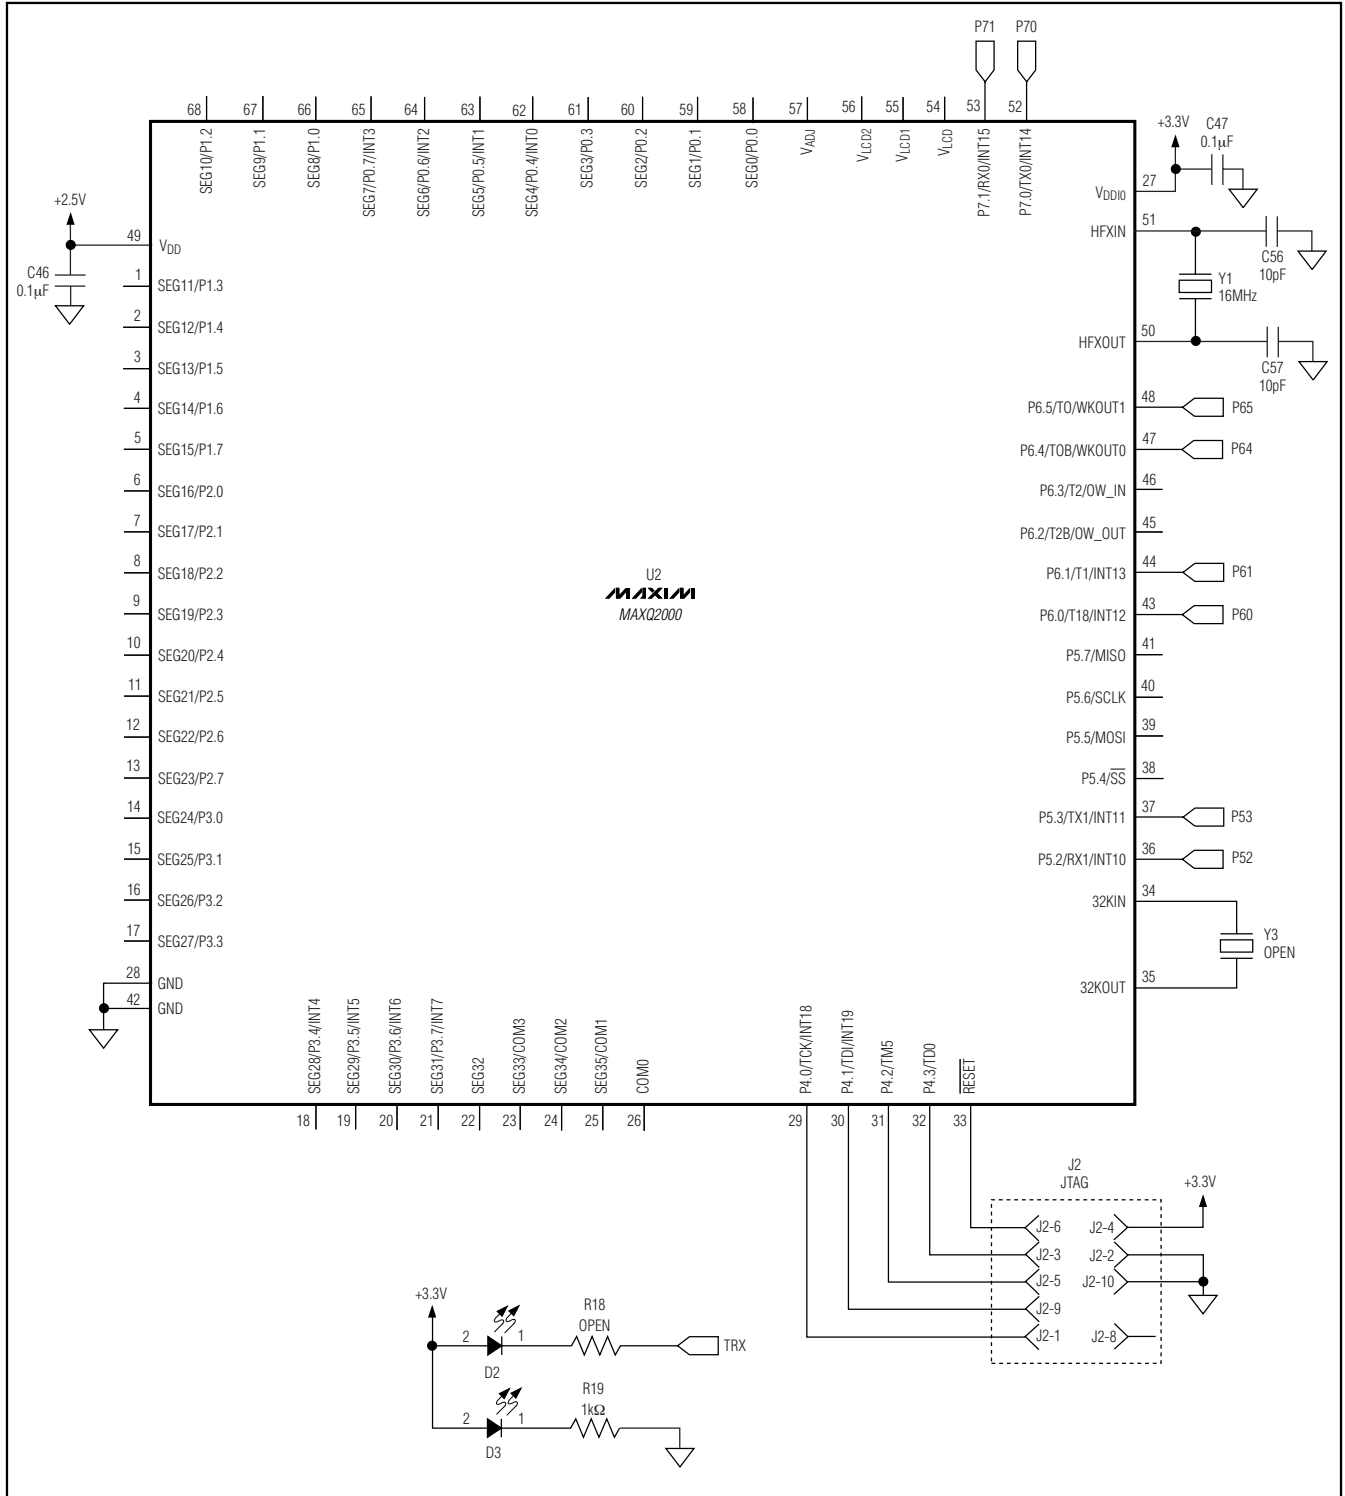 P71
P70
68
67
66
65
64
63
62
61
60
59
58
57
56
55
54
53
52
SEG10/P1.2
SEG9/P1.1
SEG8/P1.0
SEG7/P0.7/INT3
SEG6/P0.6/INT2
SEG5/P0.5/INT1
SEG4/P0.4/INT0
SEG3/P0.3
SEG2/P0.2
SEG1/P0.1
SEG0/P0.0
VADJ
VLCD2
VLCD1
VLCD
P7.1/RX0/INT15
P7.0/TX0/INT14
+3.3V
C47
0.1µF
VDDIO
27
+2.5V
C46
0.1µF
49
VDD
1
SEG11/P1.3
2
SEG12/P1.4
3
SEG13/P1.5
4
SEG14/P1.6
5
SEG15/P1.7
6
SEG16/P2.0
7
SEG17/P2.1
8
SEG18/P2.2
9
SEG19/P2.3
10
SEG20/P2.4
11
SEG21/P2.5
12
SEG22/P2.6
13
SEG23/P2.7
14
SEG24/P3.0
15
SEG25/P3.1
16
SEG26/P3.2
17
SEG27/P3.3
28
GND
42
GND
U2
MAXIM
MAXQ2000
HFXIN
51
C56
10pF
Y1
16MHz
HFXOUT
50
C57
10pF
P6.5/TO/WKOUT1
48
P65
P6.4/TOB/WKOUT0
47
P64
P6.3/T2/OW_IN
46
P6.2/T2B/OW_OUT
45
P6.1/T1/INT13
44
P61
P6.0/T18/INT12
43
P60
P5.7/MISO
41
P5.6/SCLK
40
P5.5/MOSI
39
P5.4/SS
38
P5.3/TX1/INT11
37
P53
P5.2/RX1/INT10
36
P52
32KIN
34
Y3
OPEN
32KOUT
35
SEG28/P3.4/INT4
SEG29/P3.5/INT5
SEG30/P3.6/INT6
SEG31/P3.7/INT7
SEG32
SEG33/COM3
SEG34/COM2
SEG35/COM1
COM0
P4.0/TCK/INT18
P4.1/TDI/INT19
P4.2/TM5
P4.3/TD0
RESET
18
19
20
21
22
23
24
25
26
29
30
31
32
33
J2
JTAG
+3.3V
J2-6
J2-4
J2-3
J2-2
J2-5
J2-10
J2-9
J2-1
J2-8
+3.3V
2
1
D2
R18
OPEN
TRX
2
1
D3
R19
1kΩ